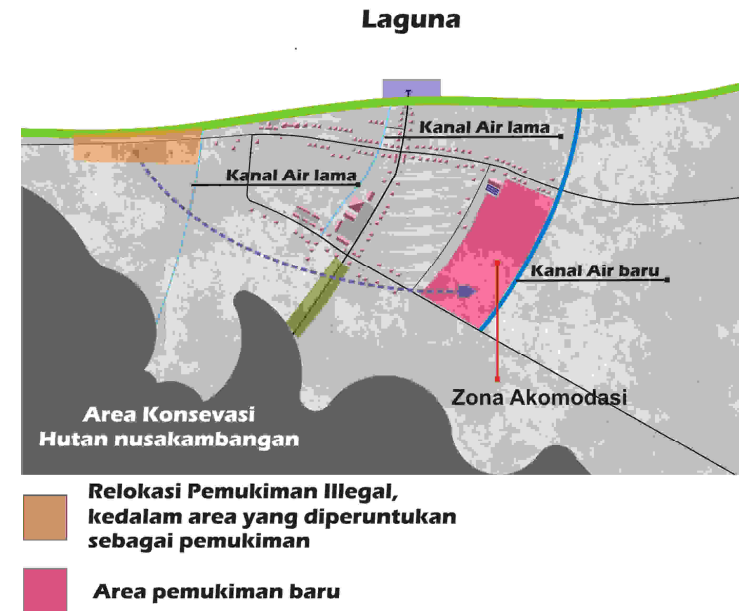 Laguna
T
Kanal Air lama
Kanal Air lama
Kanal Air baru
Zona Akomodasi
Area Konsevasi
Hutan nusakambangan
Relokasi Pemukiman Illegal,
kedalam area yang diperuntukan
sebagai pemukiman
Area pemukiman baru